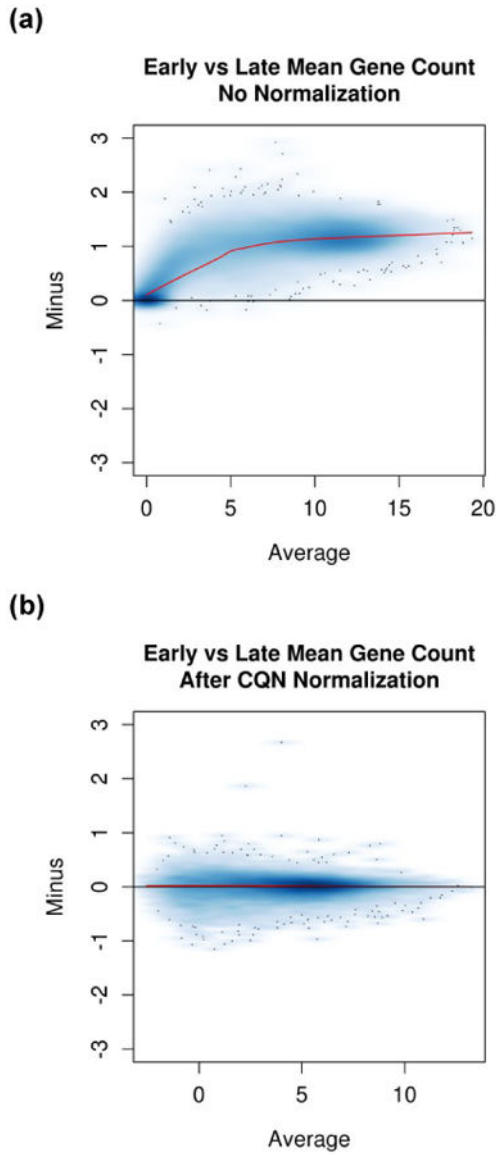 (a)
Early vs Late Mean Gene Count
No Normalization
3
2
1
0
-1
-2
-3
Minus
0 5 10 15 20
Average
(b)
Early vs Late Mean Gene Count
After CQN Normalization
3
2
1
0
-1
-2
-3
Minus
0 5 10
Average